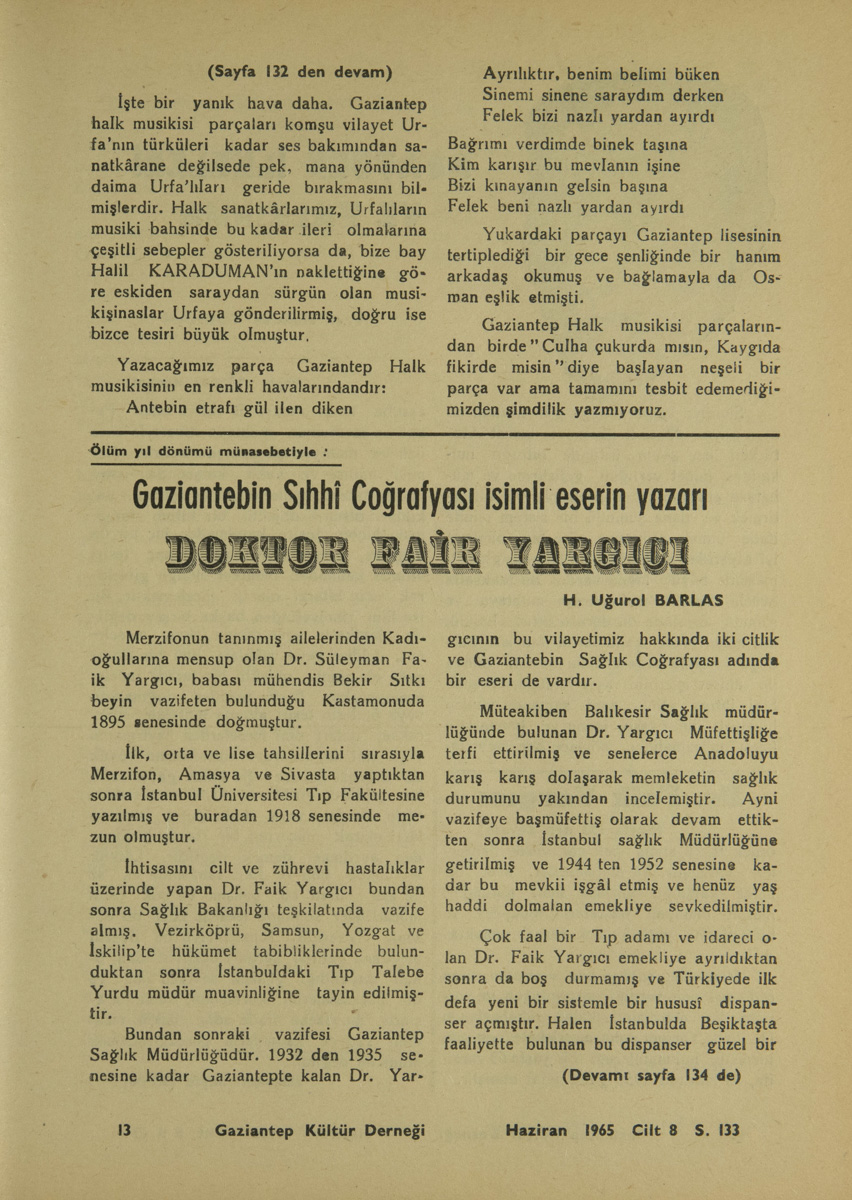 (Sayfa 132 den devam)
İşte bir yanık hava daha. Gaziantep
halk musikisi parçaları komşu vilayet Ur-
fa'nın türküleri kadar ses bakımından sa-
natkârane değilsede pek, mana yönünden
daima Urfa'lıları geride bırakmasını bil-
mişlerdir. Halk sanatkârlarımız, Urfalıların
musiki bahsinde bu kadar ileri olmalarına
çeşitli sebepler gösteriliyorsa da, bize bay
Halil KARADUMAN'ın naklettiğine gö-
re eskiden saraydan sürgün olan musi-
kişinaslar Urfaya gönderilirmiş, doğru ise
bizce tesiri büyük olmuştur.
Yazacağımız parça Gaziantep Halk
musikisinin en renkli havalarındandır:
Antebin etrafı gül ilen diken
Ayrılıktır, benim belimi büken
Sinemi sinene saraydım derken
Felek bizi nazlı yardan ayırdı
Bağrımı verdimde binek taşına
Kim karışır bu mevlanın işine
Bizi kınayanın gelsin başına
Felek beni nazlı yardan ayırdı
Yukardaki parçayı Gaziantep lisesinin
tertiplediği bir gece şenliğinde bir hanım
arkadaş okumuş ve bağlamayla da Os-
man eşlik etmişti.
Gaziantep Halk musikisi parçaların-
dan birde "Culha çukurda mısın, Kaygıda
fikirde misin" diye başlayan neşeli bir
parça var ama tamamını tesbit edemediği-
mizden şimdilik yazmıyoruz.
Ölüm yıl dönümü münasebetiyle :
Gaziantebin Sıhhî Coğrafyası isimli eserin yazarı
DOKTOR FAİK YARGICI
H. Uğurol BARLAS
Merzifonun tanınmış ailelerinden Kadı-
oğullarına mensup olan Dr. Süleyman Fa-
ik Yargıcı, babası mühendis Bekir Sıtkı
beyin vazifeten bulunduğu Kastamonuda
1895 senesinde doğmuştur.
İlk, orta ve lise tahsillerini sırasıyla
Merzifon, Amasya ve Sivasta yaptıktan
sonra İstanbul Üniversitesi Tıp Fakültesine
yazılmış ve buradan 1918 senesinde me-
zun olmuştur.
İhtisasını cilt ve zührevi hastalıklar
üzerinde yapan Dr. Faik Yargıcı bundan
sonra Sağlık Bakanlığı teşkilatında vazife
almış. Vezirköprü, Samsun, Yozgat ve
İskilip'te hükümet tabibliklerinde bulun-
duktan sonra İstanbuldaki Tıp Talebe
Yurdu müdür muavinliğine tayin edilmiş-
tir.
Bundan sonraki vazifesi Gaziantep
Sağlık Müdürlüğüdür. 1932 den 1935 se-
nesine kadar Gaziantepte kalan Dr. Yar-
gıcının bu vilayetimiz hakkında iki citlik
ve Gaziantebin Sağlık Coğrafyası adında
bir eseri de vardır.
Müteakiben Balıkesir Sağlık müdür-
lüğünde bulunan Dr. Yargıcı Müfettişliğe
terfi ettirilmiş ve senelerce Anadoluyu
karış karış dolaşarak memleketin sağlık
durumunu yakından incelemiştir. Ayni
vazifeye başmüfettiş olarak devam ettik-
ten sonra İstanbul sağlık Müdürlüğüne
getirilmiş ve 1944 ten 1952 senesine ka-
dar bu mevkii işgâl etmiş ve henüz yaş
haddi dolmalan emekliye sevkedilmiştir.
Çok faal bir Tıp adamı ve idareci o-
lan Dr. Faik Yargıcı emekliye ayrıldıktan
sonra da boş durmamış ve Türkiyede ilk
defa yeni bir sistemle bir hususî dispan-
ser açmıştır. Halen İstanbulda Beşiktaşta
faaliyette bulunan bu dispanser güzel bir
(Devamı sayfa 134 de)
13 Gaziantep Kültür Derneği Haziran 1965 Cilt 8 S. 133